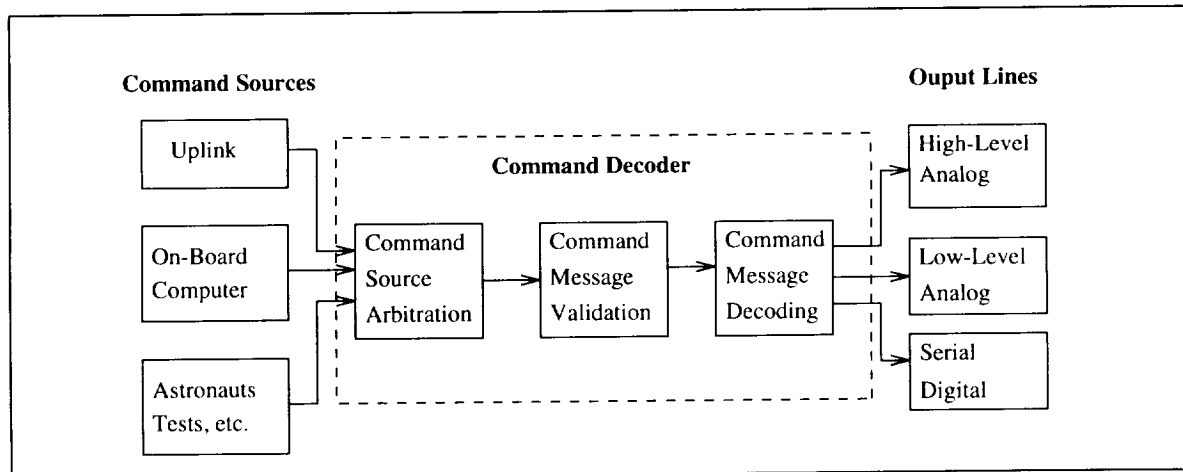 Command Sources
Ouput Lines
Uplink
On-Board
Computer
Astronauts
Tests, etc.
Command Decoder
Command
Source
Arbitration
Command
Message
Validation
Command
Message
Decoding
High-Level
Analog
Low-Level
Analog
Serial
Digital